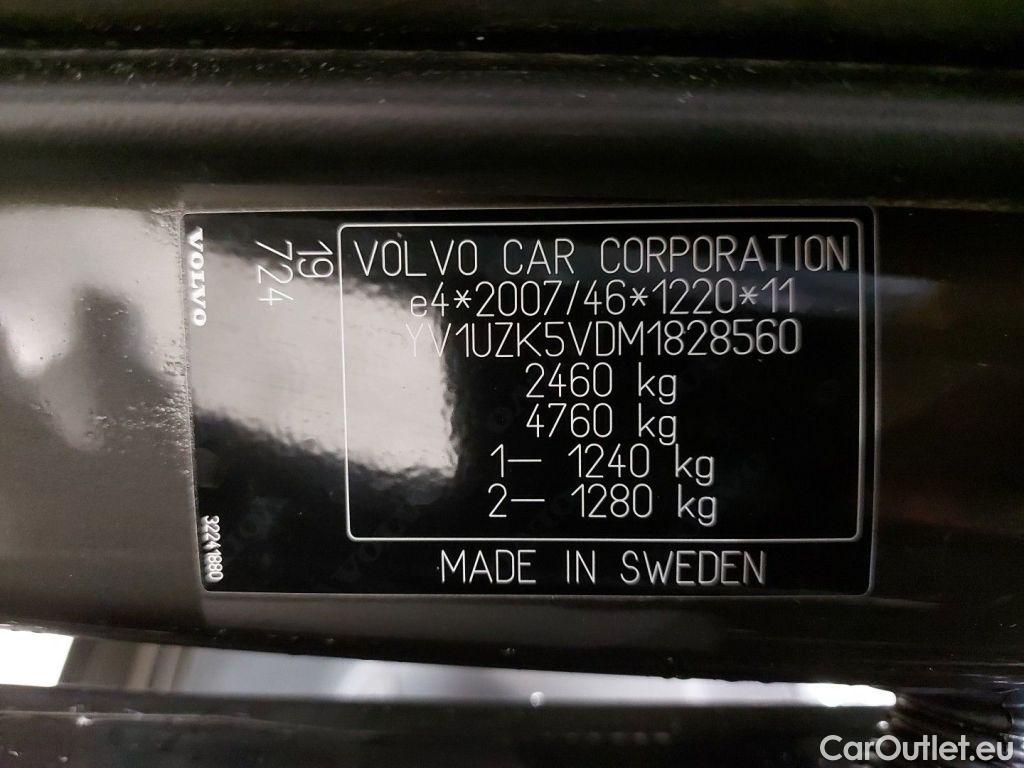 VOLVO
19
724
VOLVO CAR CORPORATION
e4*2007/46*1220*11
YV1UZK5VDM1828560
2460 kg
4760 kg
1— 1240 kg
2— 1280 kg
32241880
MADE IN SWEDEN
CarOutlet.eu